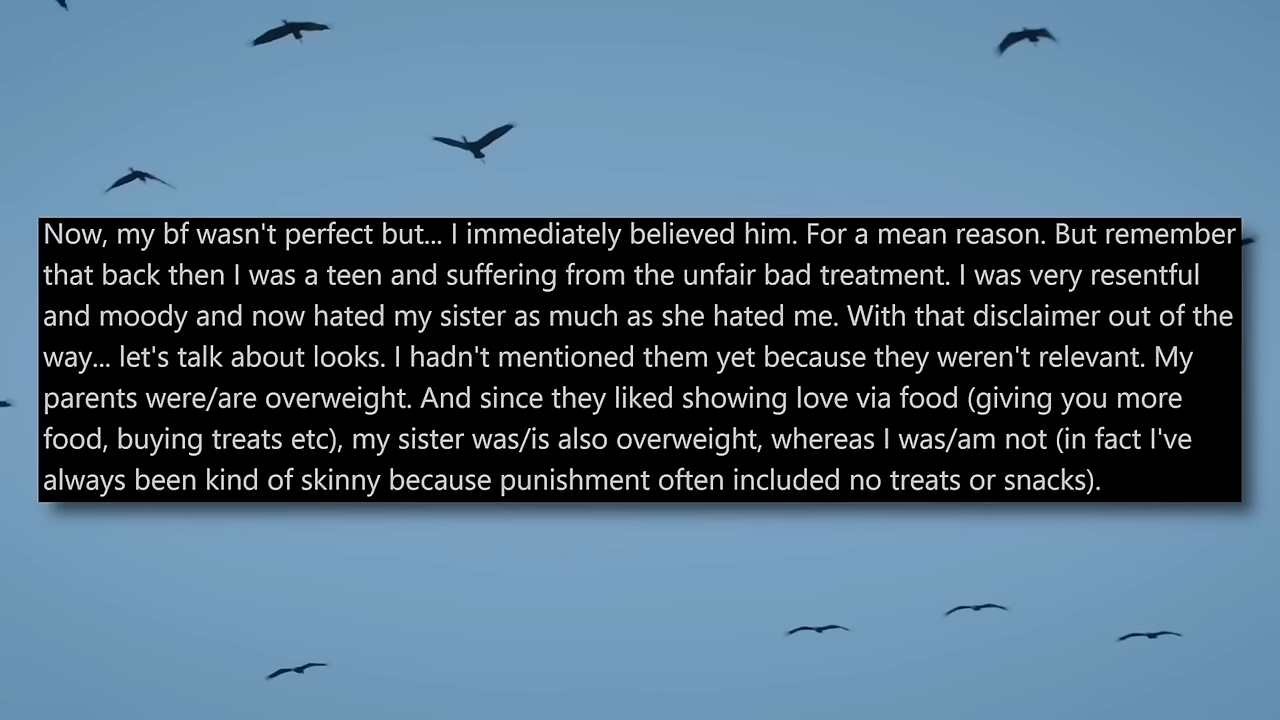 Now, my bf wasn't perfect but... I immediately believed him. For a mean reason. But remember
that back then I was a teen and suffering from the unfair bad treatment. I was very resentful
and moody and now hated my sister as much as she hated me. With that disclaimer out of the
way... let's talk about looks. I hadn't mentioned them yet because they weren't relevant. My
parents were/are overweight. And since they liked showing love via food (giving you more
food, buying treats etc), my sister was/is also overweight, whereas I was/am not (in fact I've
always been kind of skinny because punishment often included no treats or snacks).